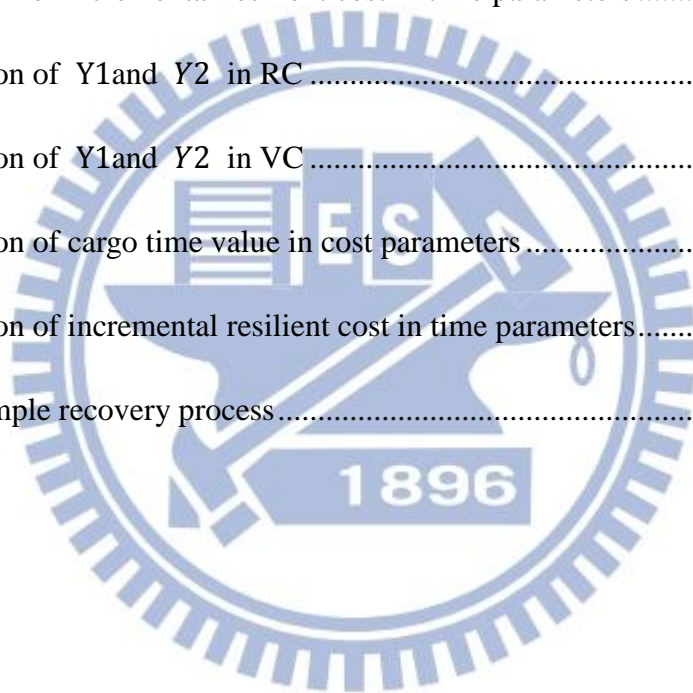 on of Y1and Y2 in RC ........................................................
on of Y1and Y2 in VC ........................................................
ESA
on of cargo time value in cost parameters ........................
on of incremental resilient cost in time parameters.......
mple recovery process.......................................................
1896